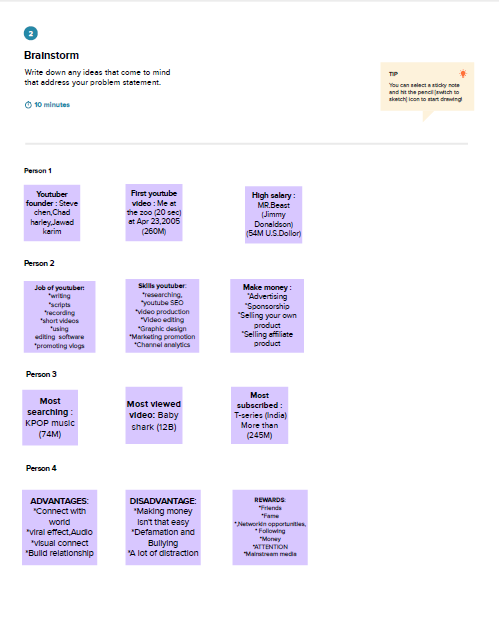 2
Brainstorm
Write down any ideas that come to mind
that address your problem statement.
10 minutes
TIP
You can select a sticky note
and hit the pencil [switch to
sketch] icon to start drawing!
Person 1
Youtuber
founder : Steve
chen,Chad
harley,Jawad
karim
First youtube
video : Me at
the zoo (20 sec)
at Apr 23,2005
(260M)
High salary :
MR.Beast
(Jimmy
Donaldson)
(54M U.S.Dollor)
Person 2
Job of youtuber:
*writing
*scripts
*recording
*short videos
*using
editing software
*promoting vlogs
Skills youtuber:
*researching,
*youtube SEO
*video production
*Video editing
*Graphic design
*Marketing promotion
*Channel analytics
Make money :
*Advertising
*Sponsorship
*Selling your own
product
*Selling affiliate
product
Person 3
Most
searching :
KPOP music
(74M)
Most viewed
video: Baby
shark (12B)
Most
subscribed :
T-series (India)
More than
(245M)
Person 4
ADVANTAGES:
*Connect with
world
*viral effect,Audio
*visual connect
*Build relationship
DISADVANTAGE:
*Making money
isn't that easy
*Defamation and
Bullying
*A lot of distraction
REWARDS:
*Friends
*Fame
*,Networkin opportunities,
* Following
*Money
*ATTENTION
*Mainstream media